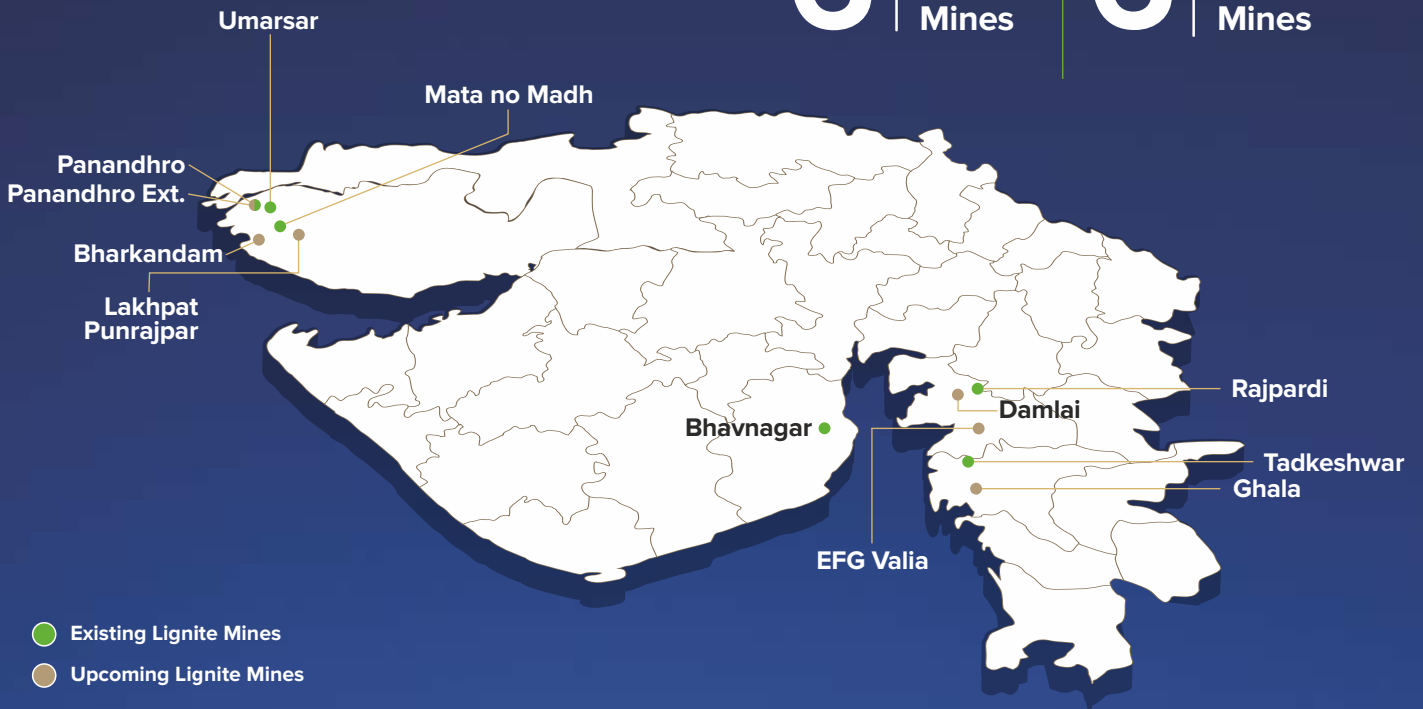 Mines
Mines
Umarsar
Mata no Madh
Panandhro
Panandhro Ext.
Bharkandam
Lakhpat
Punrajpar
Rajpardi
Damlai
Bhavnagar
Tadkeshwar
Ghala
EFG Valia
Existing Lignite Mines
Upcoming Lignite Mines